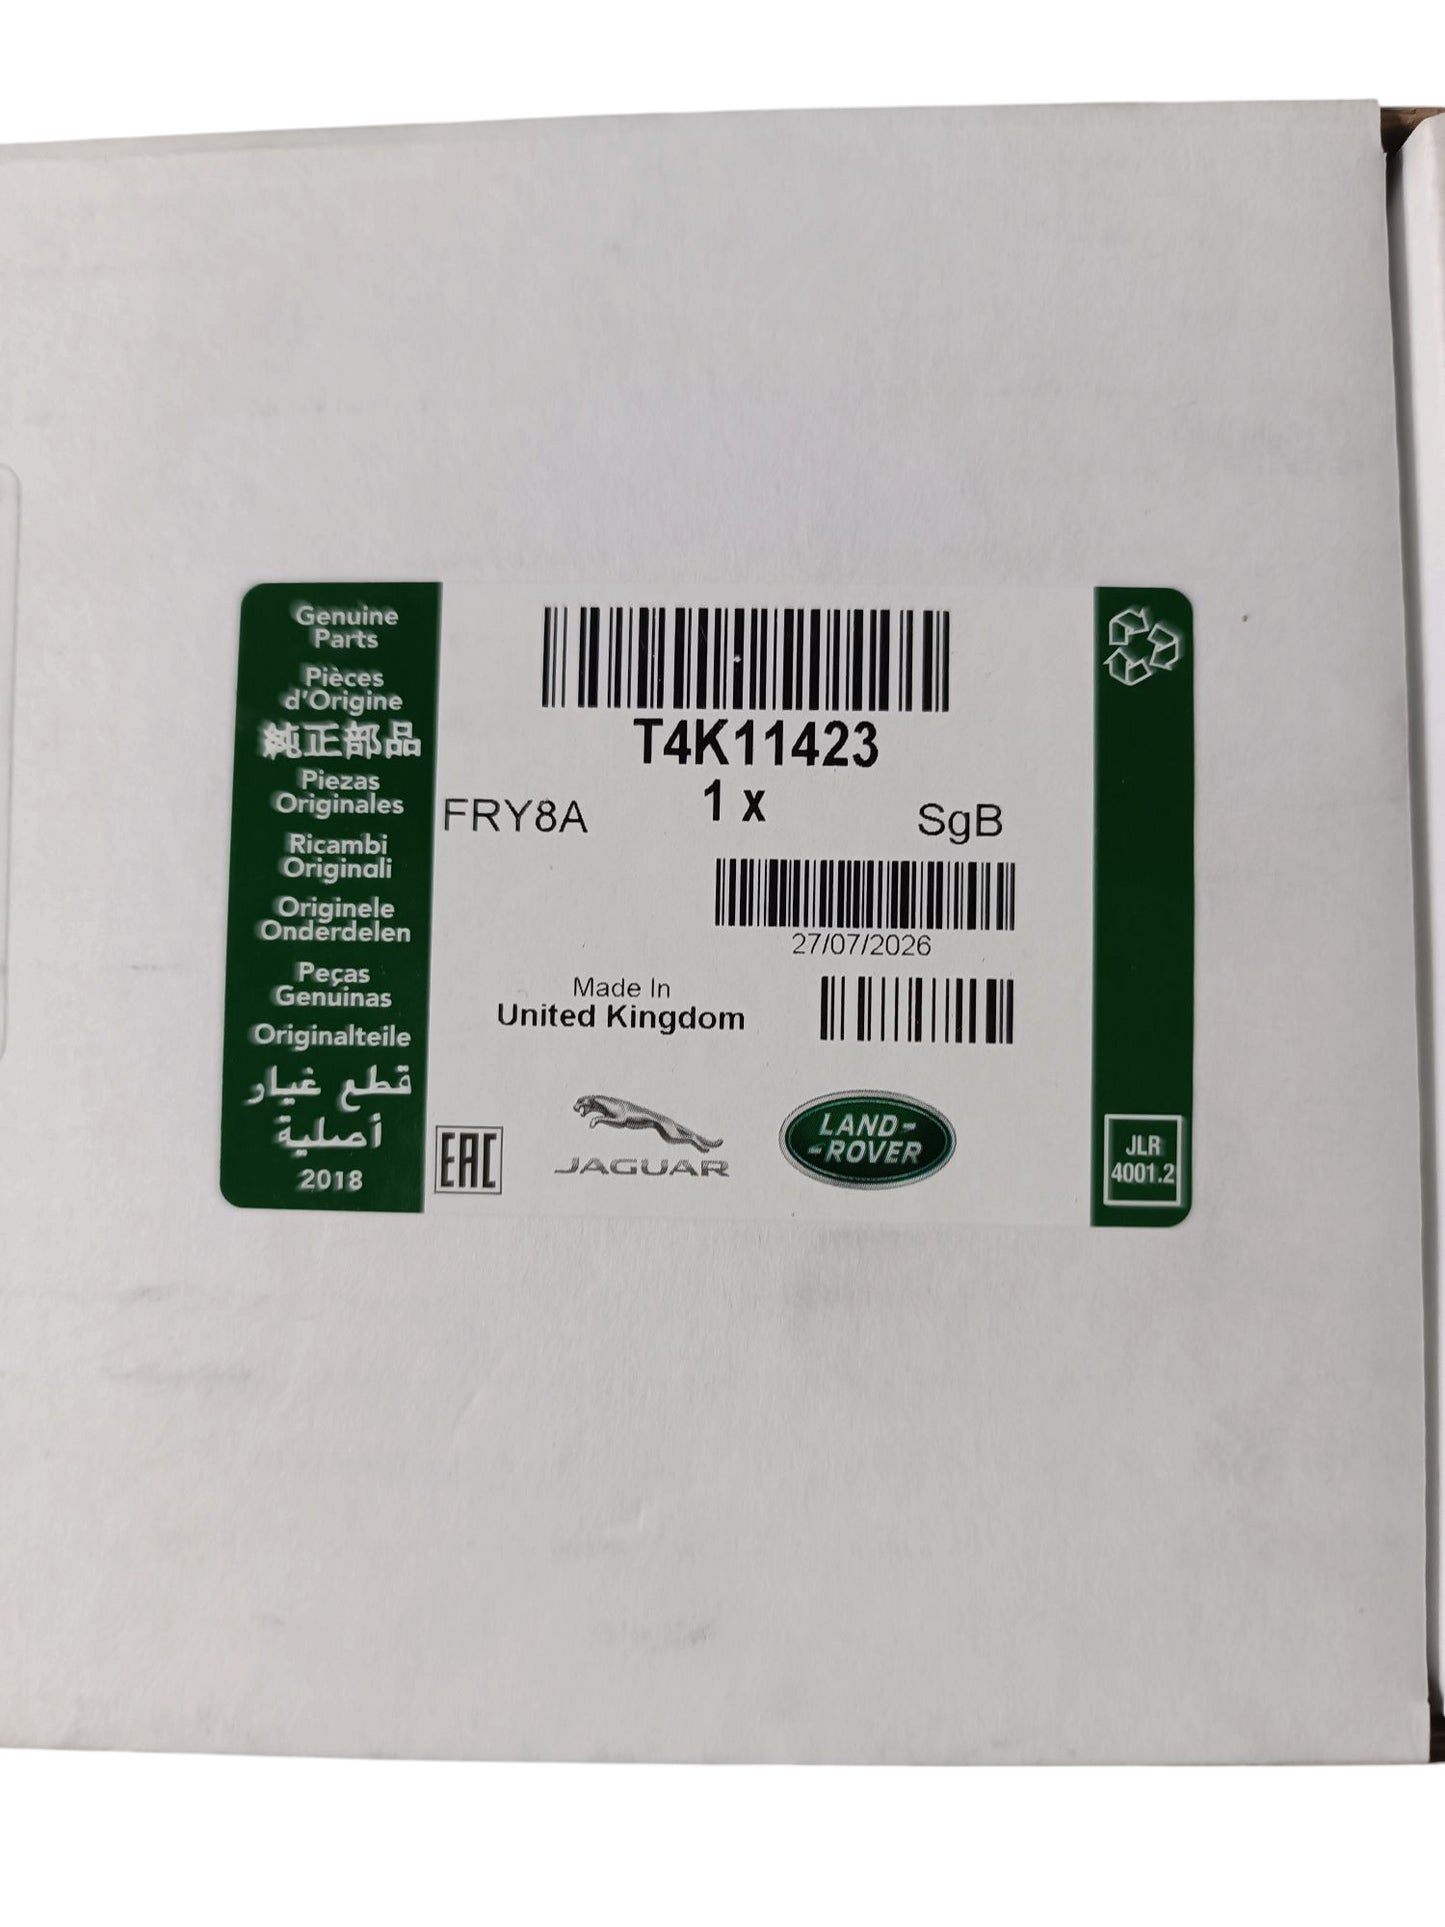 Genuine
Parts
Pièces
d'Origine
純正部品
Piezas
Originales
Ricambi
Originali
Originele
Onderdelen
Peças
Genuinas
Originalteile
قطع غيار
أصلية
2018
T4K11423
1 x
FRY8A
SgB
27/07/2026
Made In
United Kingdom
EAC
JAGUAR
LAND-
-ROVER
JLR
4001.2